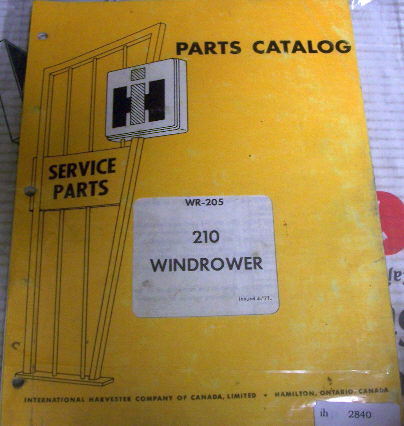 PARTS CATALOG
IH
SERVICE
PARTS
WR-205
210
WINDROWER
INTERNATIONAL HARVESTER COMPANY OF CANADA, LIMITED • HAMILTON, ONTARIO, CANADA
ih 2840